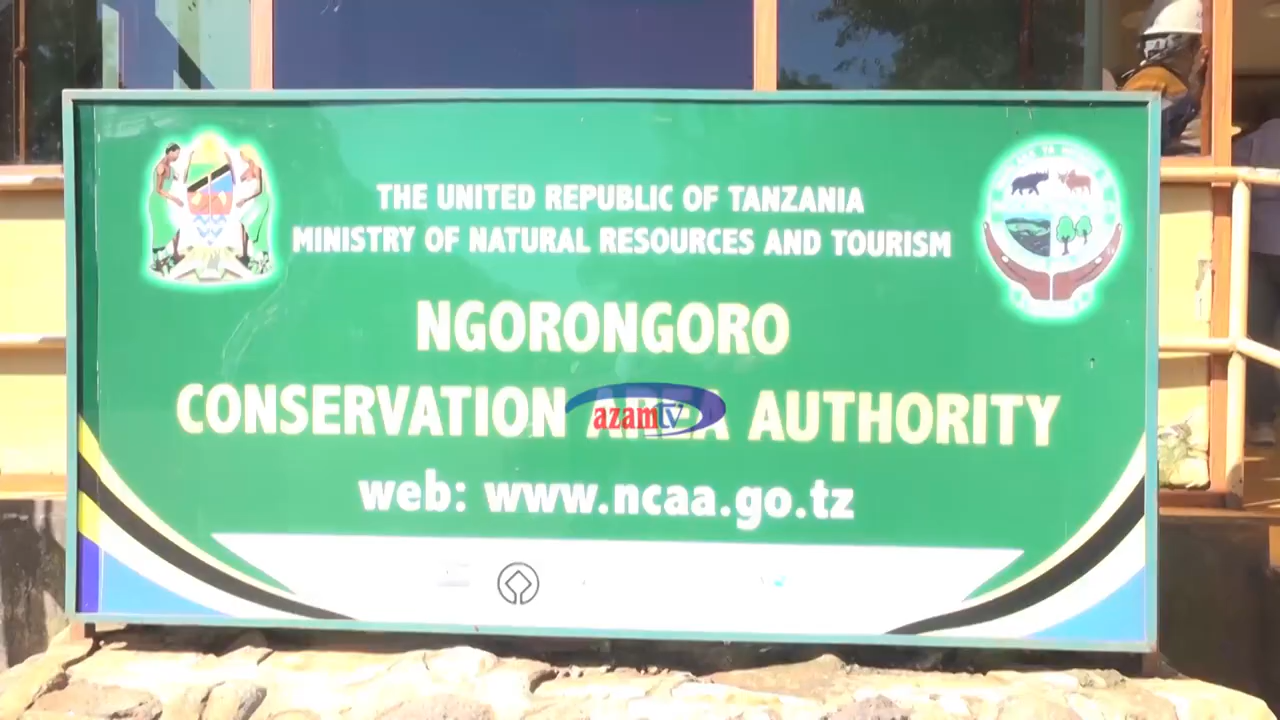 THE UNITED REPUBLIC OF TANZANIA
MINISTRY OF NATURAL RESOURCES AND TOURISM
NGORONGORO
CONSERVATION AREA AUTHORITY
azamtv
web: www.ncaa.go.tz